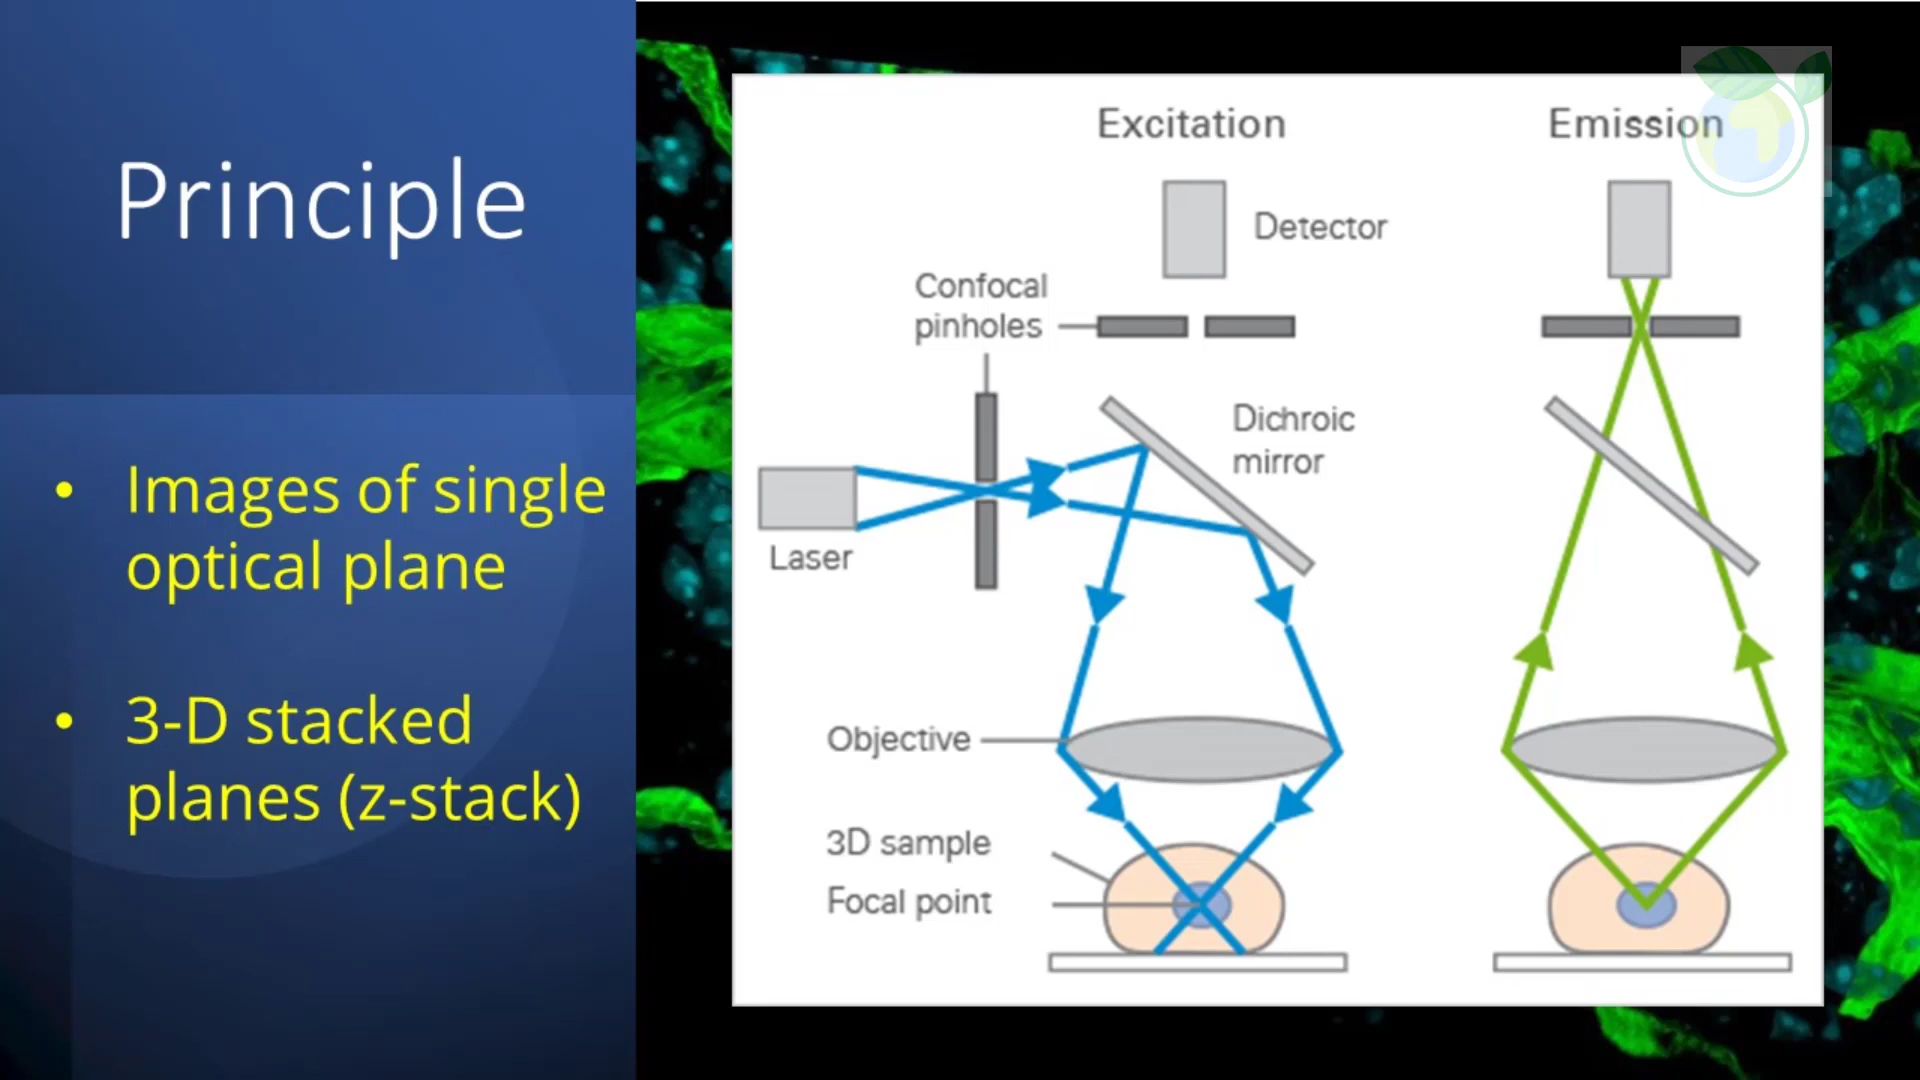 Principle
• Images of single
optical plane
• 3-D stacked
planes (z-stack)
Excitation
Emission
Detector
Confocal
pinholes
Dichroic
mirror
Laser
Objective
3D sample
Focal point